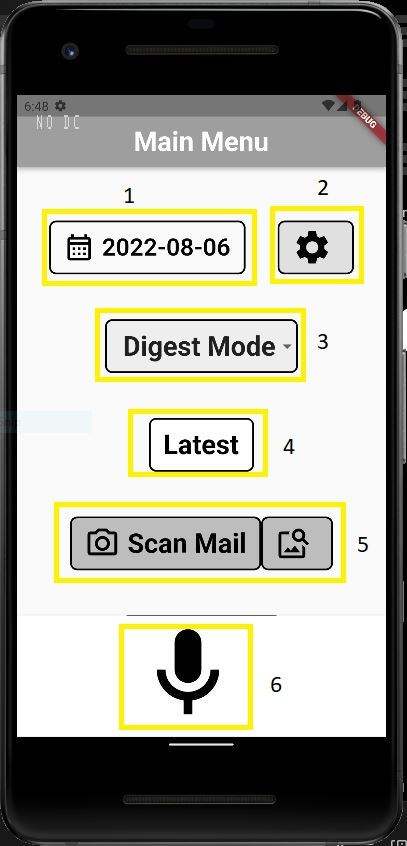 6:48
DEBUG
NO DC
Main Menu
1
2
2022-08-06
Digest Mode
3
Latest
4
Scan Mail
5
6